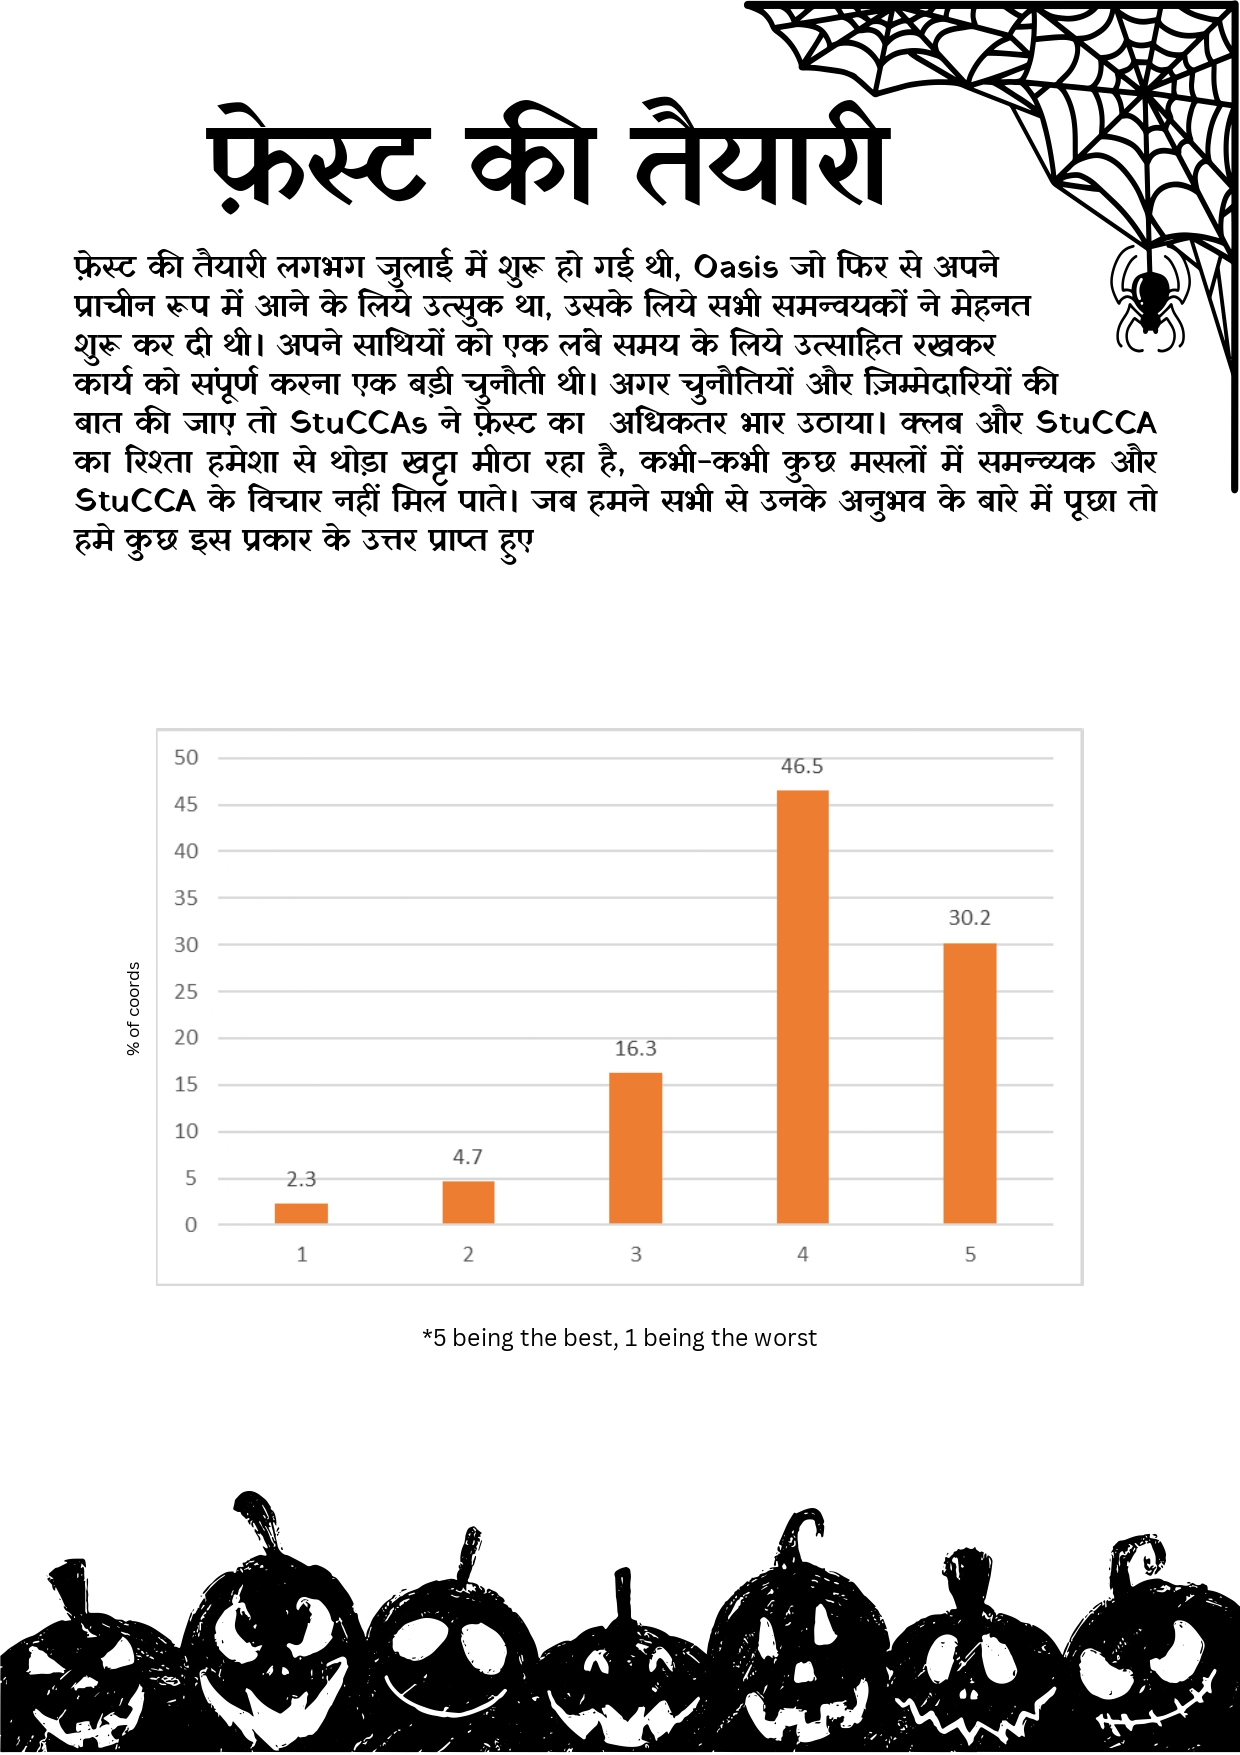 फ़ेस्ट की तैयारी
फ़ेस्ट की तैयारी लगभग जुलाई में शुरू हो गई थी, Oasis जो फिर से अपने
प्राचीन रूप में आने के लिये उत्सुक था, उसके लिये सभी समन्वयकों ने मेहनत
शुरू कर दी थी। अपने साथियों को एक लंबे समय के लिये उत्साहित रखकर
कार्य को संपूर्ण करना एक बड़ी चुनौती थी। अगर चुनौतियों और ज़िम्मेदारियों की
बात की जाए तो StuCCAs ने फ़ेस्ट का अधिकतर भार उठाया। क्लब और StuCCA
का रिश्ता हमेशा से थोड़ा खट्टा मीठा रहा है, कभी-कभी कुछ मसलों में समन्व्यक और
StuCCA के विचार नहीं मिल पाते। जब हमने सभी से उनके अनुभव के बारे में पूछा तो
हमे कुछ इस प्रकार के उत्तर प्राप्त हुए
50
45
40
35
30
25
20
15
10
5
0
% of coords
2.3
4.7
16.3
46.5
30.2
1 2 3 4 5
*5 being the best, 1 being the worst